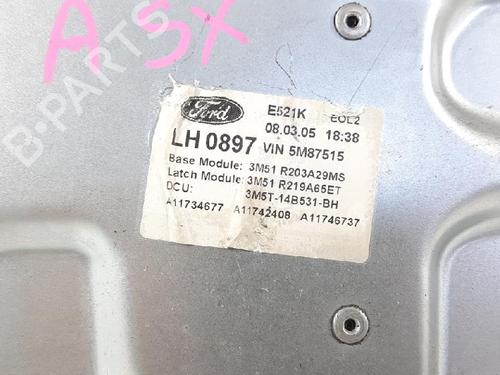 A SX
B-PARTS
Ford
E521K EOL2
08.03.05 18:38
LH 0897 VIN 5M87515
Base Module: 3M51 R203A29MS
Latch Module: 3M51 R219A65ET
DCU: 3M5T-14B531-BH
A11734677 A11742408 A11746737